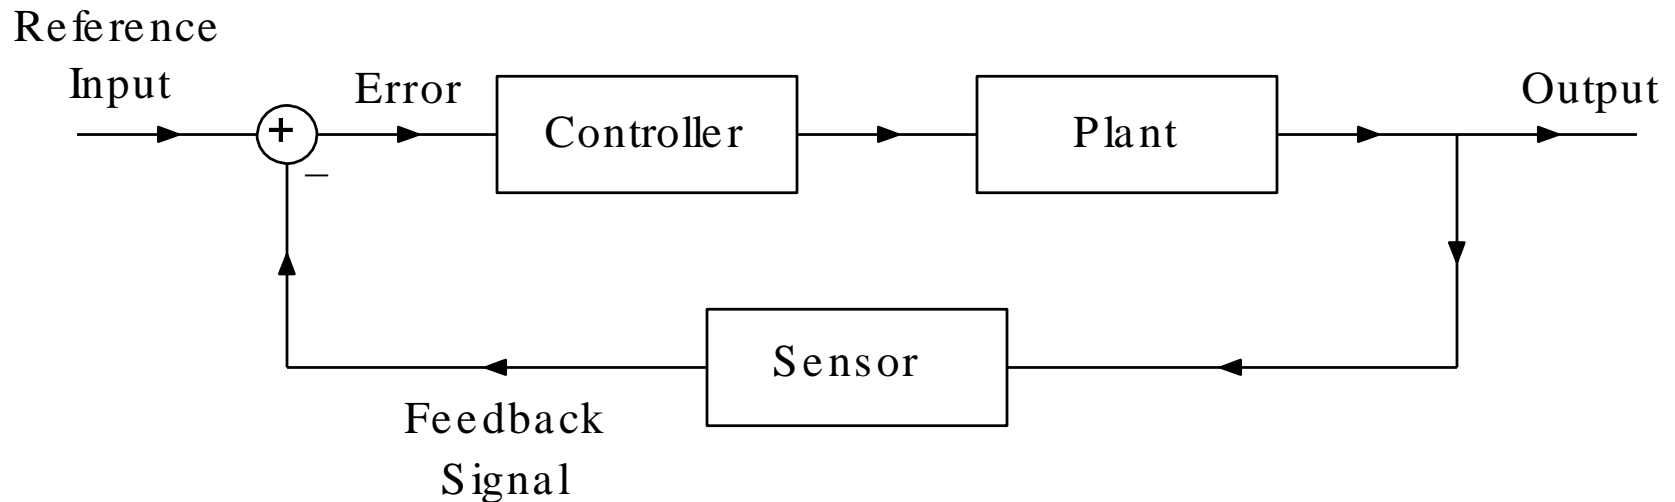 Reference
Input
Error
Controller
Plant
Output
+
–
Sensor
Feedback
Signal